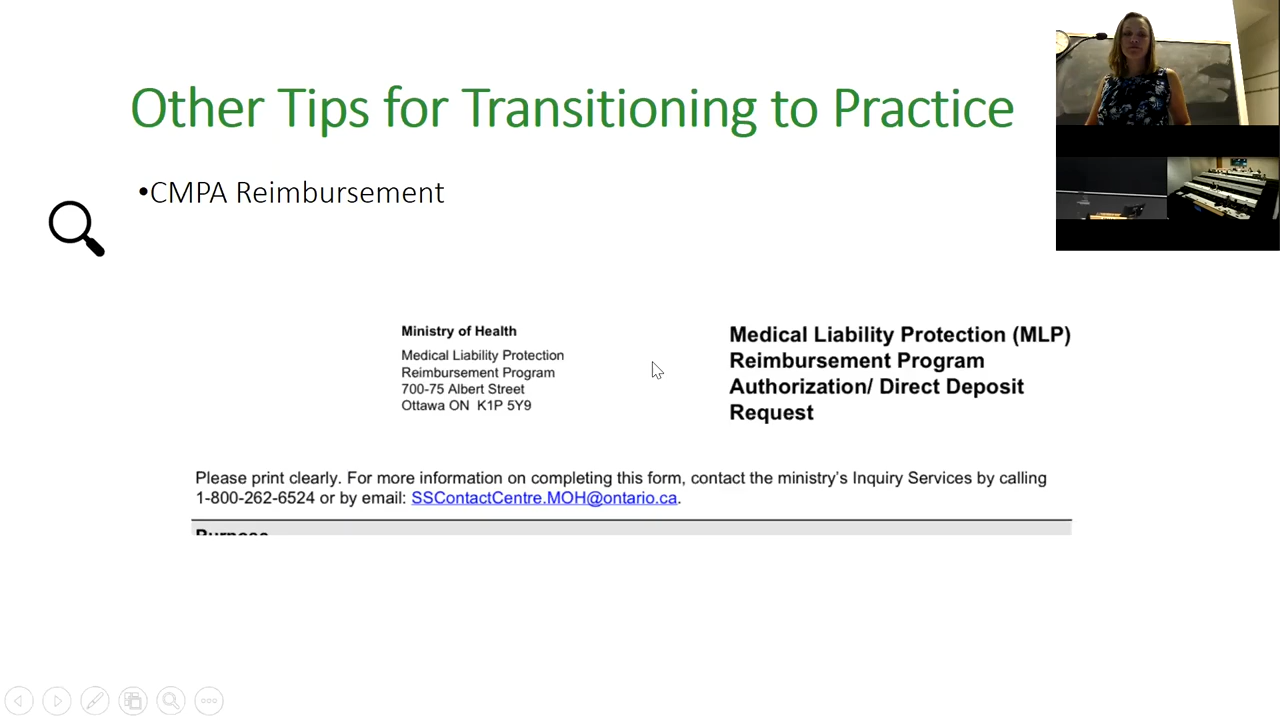 Other Tips for Transitioning to Practice
•CMPA Reimbursement
Ministry of Health
Medical Liability Protection
Reimbursement Program
700-75 Albert Street
Ottawa ON K1P 5Y9
Medical Liability Protection (MLP)
Reimbursement Program
Authorization/ Direct Deposit
Request
Please print clearly. For more information on completing this form, contact the ministry's Inquiry Services by calling
1-800-262-6524 or by email: SSContactCentre.MOH@ontario.ca.
Purpose